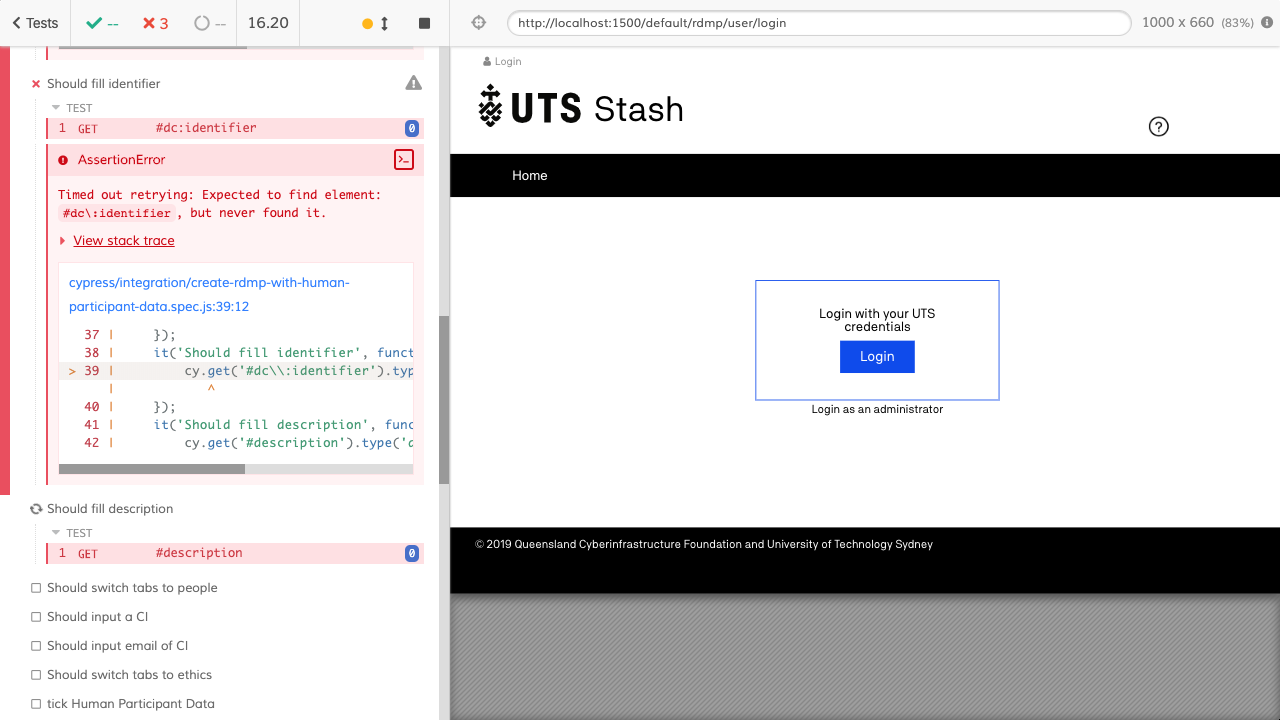 Tests
--
3
--
16.20
http://localhost:1500/default/rdmp/user/login
1000 x 660 (83%)
Should fill identifier
TEST
1 GET #dc:identifier 0
AssertionError
Timed out retrying: Expected to find element:
#dc\:identifier, but never found it.
View stack trace
cypress/integration/create-rdmp-with-human-
participant-data.spec.js:39:12
37 | });
38 | it('Should fill identifier', funct
> 39 | cy.get('#dc\\:identifier').typ
| ^
40 | });
41 | it('Should fill description', func
42 | cy.get('#description').type('d
Should fill description
TEST
1 GET #description 0
Should switch tabs to people
Should input a CI
Should input email of CI
Should switch tabs to ethics
tick Human Participant Data
Login
UTS Stash
?
Home
Login with your UTS
credentials
Login
Login as an administrator
© 2019 Queensland Cyberinfrastructure Foundation and University of Technology Sydney